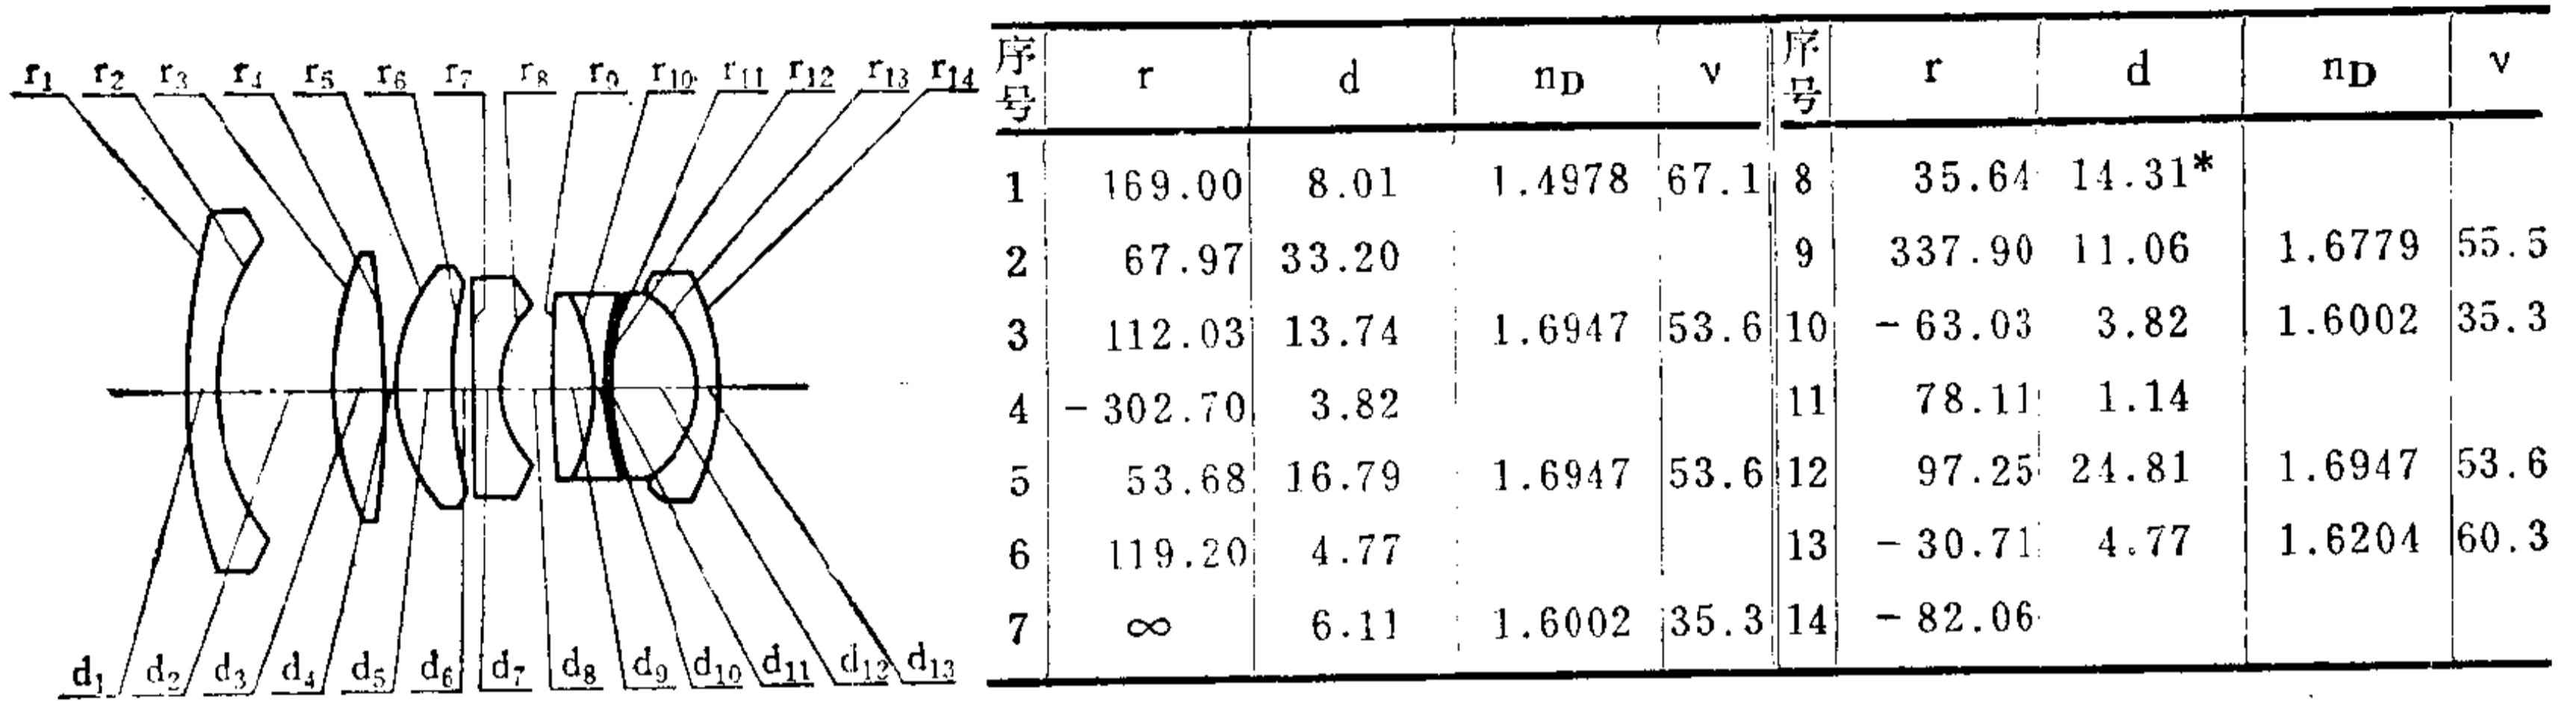 r1 r2 r3 r4 r5 r6 r7 r8 r9 r10 r11 r12 r13 r14
d1 d2 d3 d4 d5 d6 d7 d8 d9 d10 d11 d12 d13
序号 r d nD ν 序号 r d nD ν
1 169.00 8.01 1.4978 67.1 8 35.64 14.31*
2 67.97 33.20 9 337.90 11.06 1.6779 55.5
3 112.03 13.74 1.6947 53.6 10 -63.03 3.82 1.6002 35.3
4 -302.70 3.82 11 78.11 1.14
5 53.68 16.79 1.6947 53.6 12 97.25 24.81 1.6947 53.6
6 119.20 4.77 13 -30.71 4.77 1.6204 60.3
7 ∞ 6.11 1.6002 35.3 14 -82.06